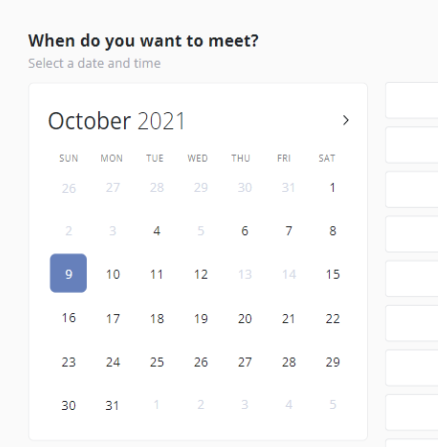 When do you want to meet?
Select a date and time
October 2021
SUN MON TUE WED THU FRI SAT
26 27 28 29 30 31 1
2 3 4 5 6 7 8
9 10 11 12 13 14 15
16 17 18 19 20 21 22
23 24 25 26 27 28 29
30 31 1 2 3 4 5